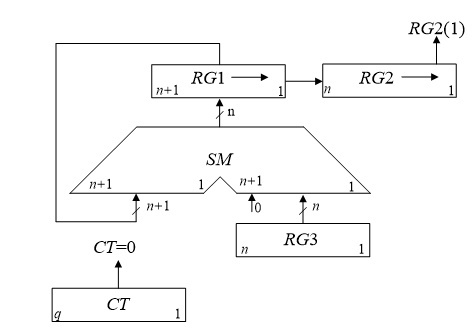 RG2(1)
RG1 RG2
n+1 1 n 1
n
SM
n+1 1 n+1 1
n+1 0 n
RG3
n 1
CT=0
CT
q 1